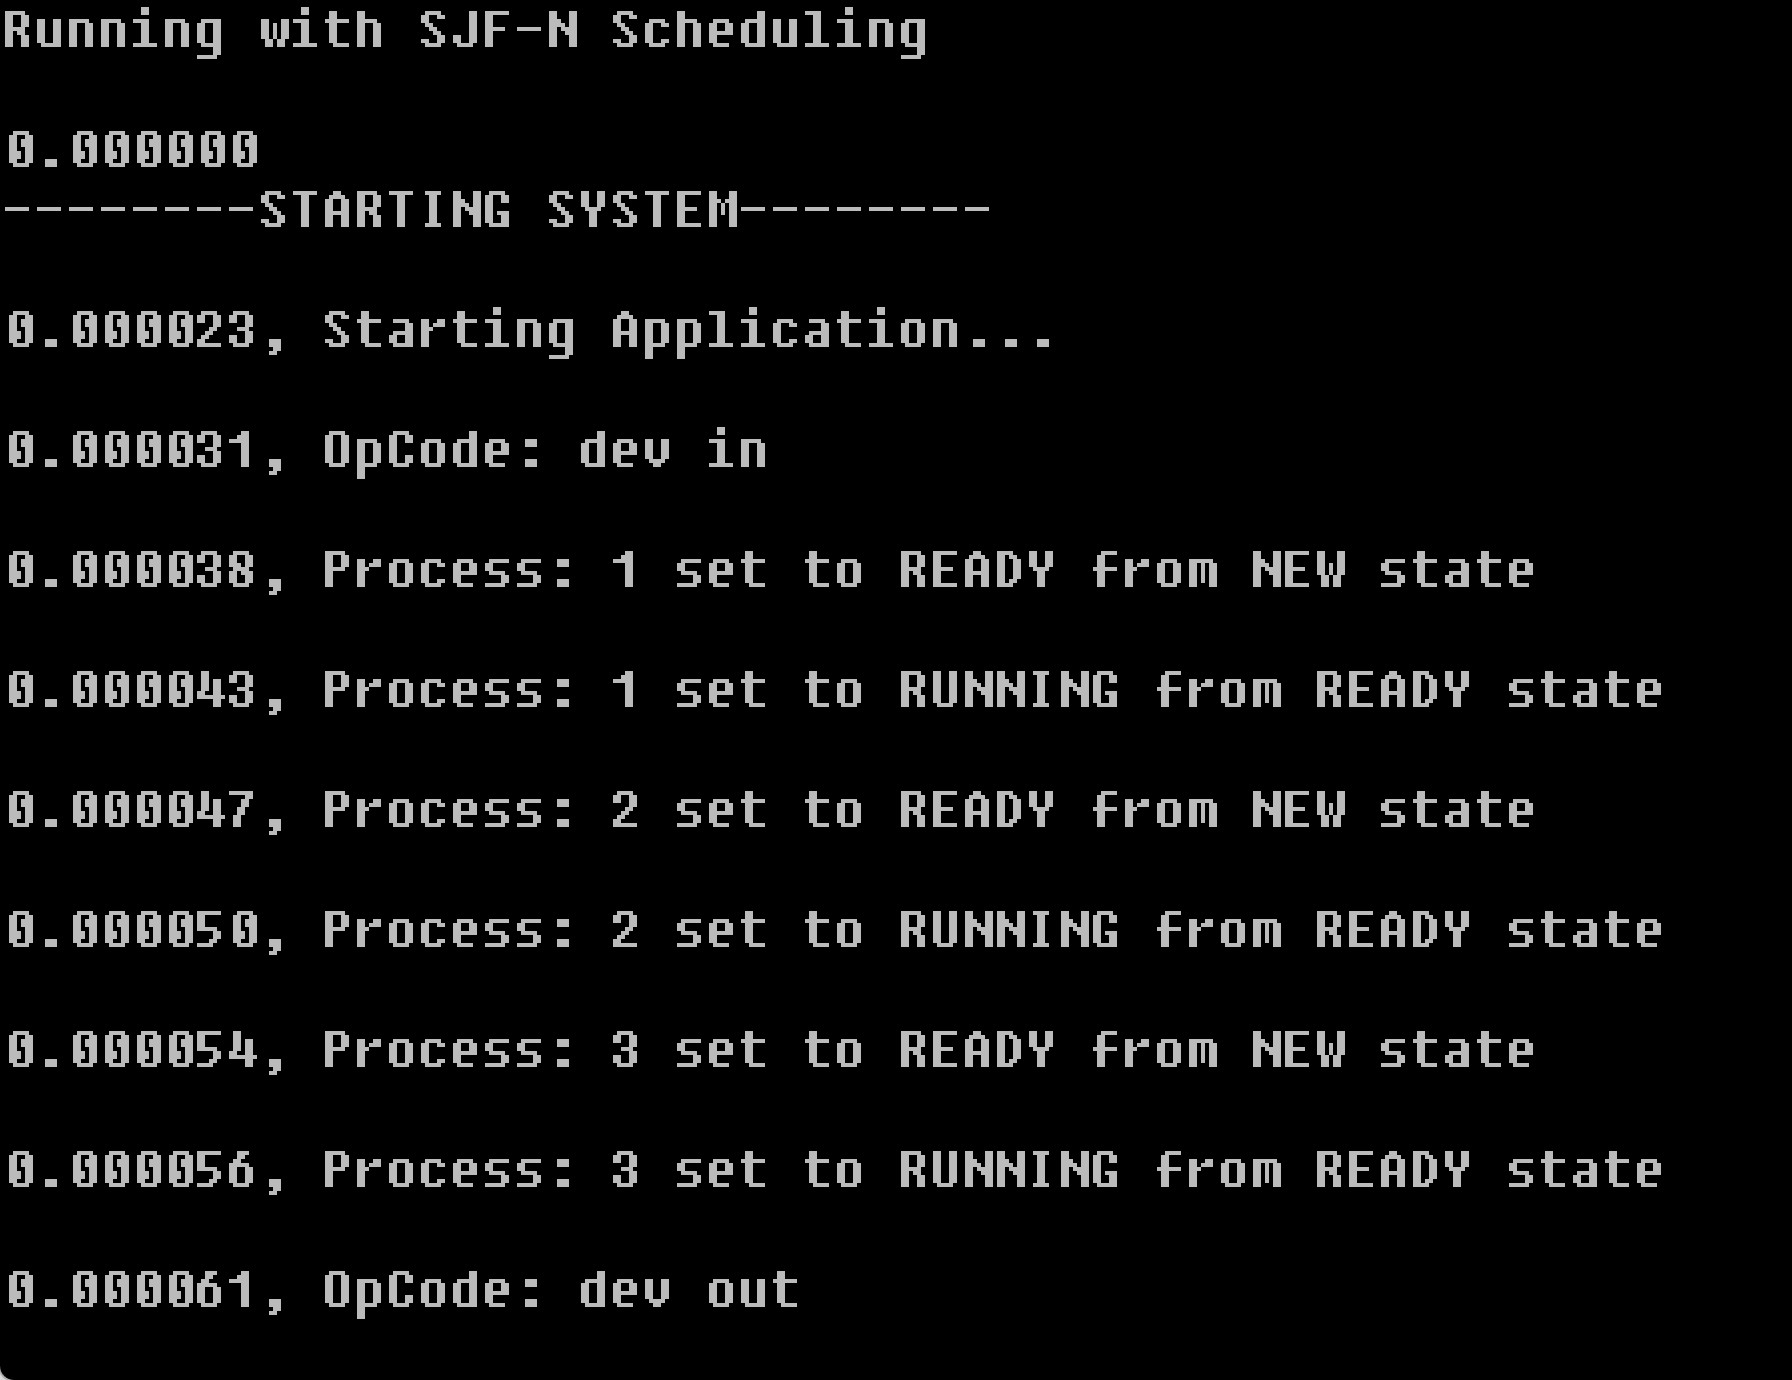 Running with SJF-N Scheduling
0.000000
--------STARTING SYSTEM--------
0.000023, Starting Application...
0.000031, OpCode: dev in
0.000038, Process: 1 set to READY from NEW state
0.000043, Process: 1 set to RUNNING from READY state
0.000047, Process: 2 set to READY from NEW state
0.000050, Process: 2 set to RUNNING from READY state
0.000054, Process: 3 set to READY from NEW state
0.000056, Process: 3 set to RUNNING from READY state
0.000061, OpCode: dev out